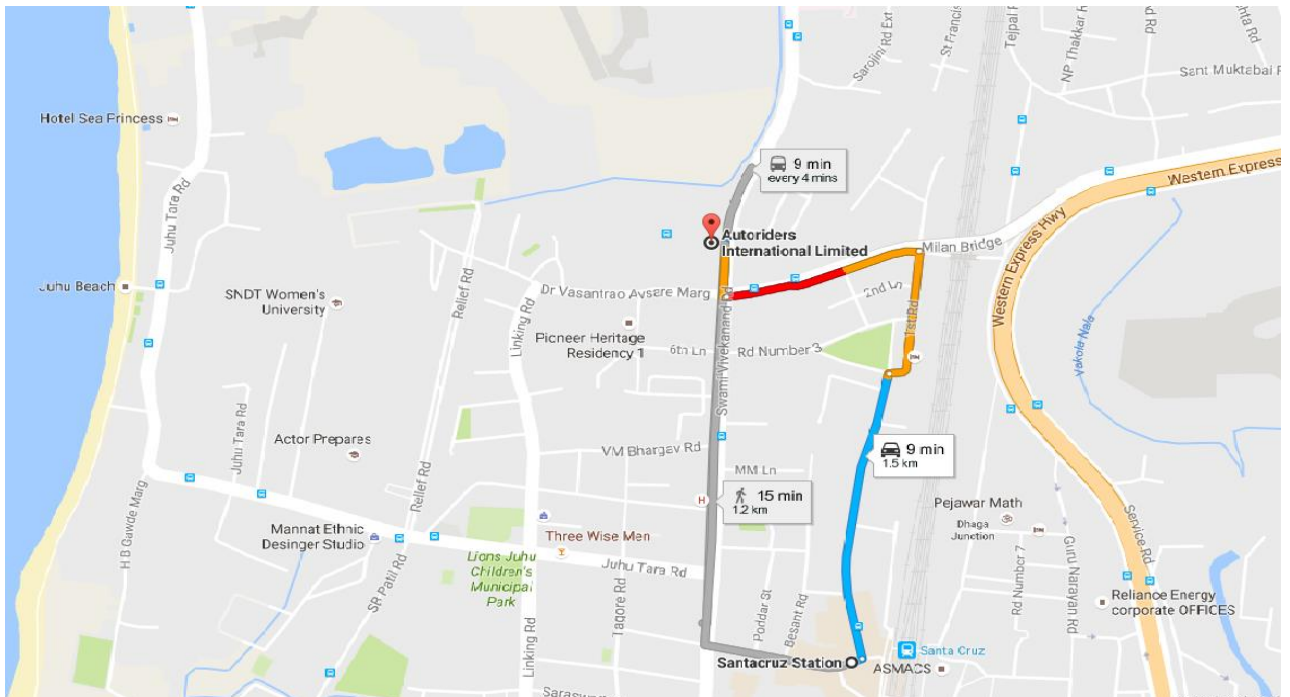 Sarojini Rd Ext
St Francis
Tejpal R
NP Thakkar Rd
Sant Muktabai R
Hotel Sea Princess
9 min
every 4 mins
Western Express
Juhu Tara Rd
Autoriders
International Limited
Milan Bridge
Western Express Hwy
Relief Rd
Juhu Beach
SNDT Women's
University
Dr Vasantrao Avsare Marg
2nd Ln
1st Rd
Linking Rd
Pioneer Heritage
Residency 1
6th Ln
Rd Number 3
Swami Vivekanand Rd
Vakola Nala
Juhu Tara Rd
Actor Prepares
VM Bhargav Rd
9 min
1.5 km
MM Ln
15 min
1.2 km
Relief Rd
H B Gawde Marg
Pejawar Math
Dhaga
Junction
Mannat Ethnic
Desinger Studio
Three Wise Men
Service Rd
Lions Juhu
Children's
Municipal
Park
Juhu Tara Rd
SR Patil Rd
Tagore Rd
Poddar St
Besant Rd
Rd Number 7
Guru Narayan Rd
Reliance Energy
corporate OFFICES
Linking Rd
Santacruz Station
Santa Cruz
ASMACS
Saraswa